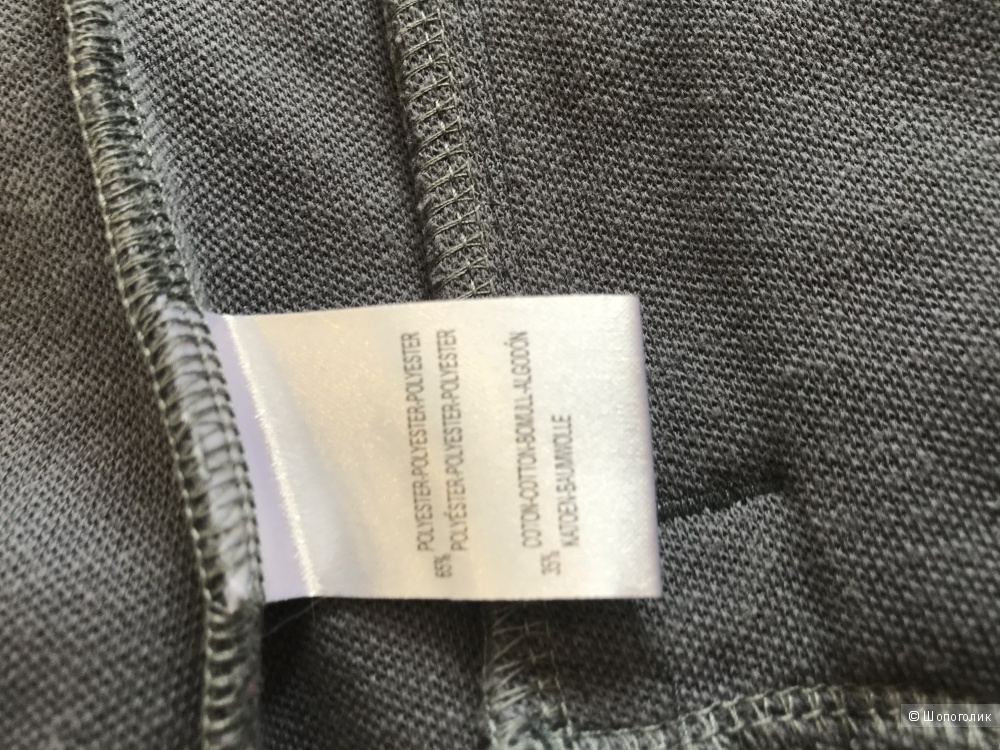 65% POLYESTER-POLYESTER-POLYESTER
POLYÉSTER-POLYESTER-POLYESTER
35% COTON-COTTON-BOMULL-ALGODÓN
KATOEN-BAUMWOLLE
© Шопоголик